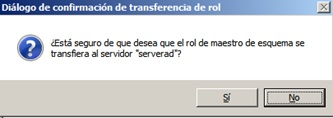 Diálogo de confirmación de transferencia de rol
¿Está seguro de que desea que el rol de maestro de esquema se
transfiera al servidor "serverad"?
Sí
No